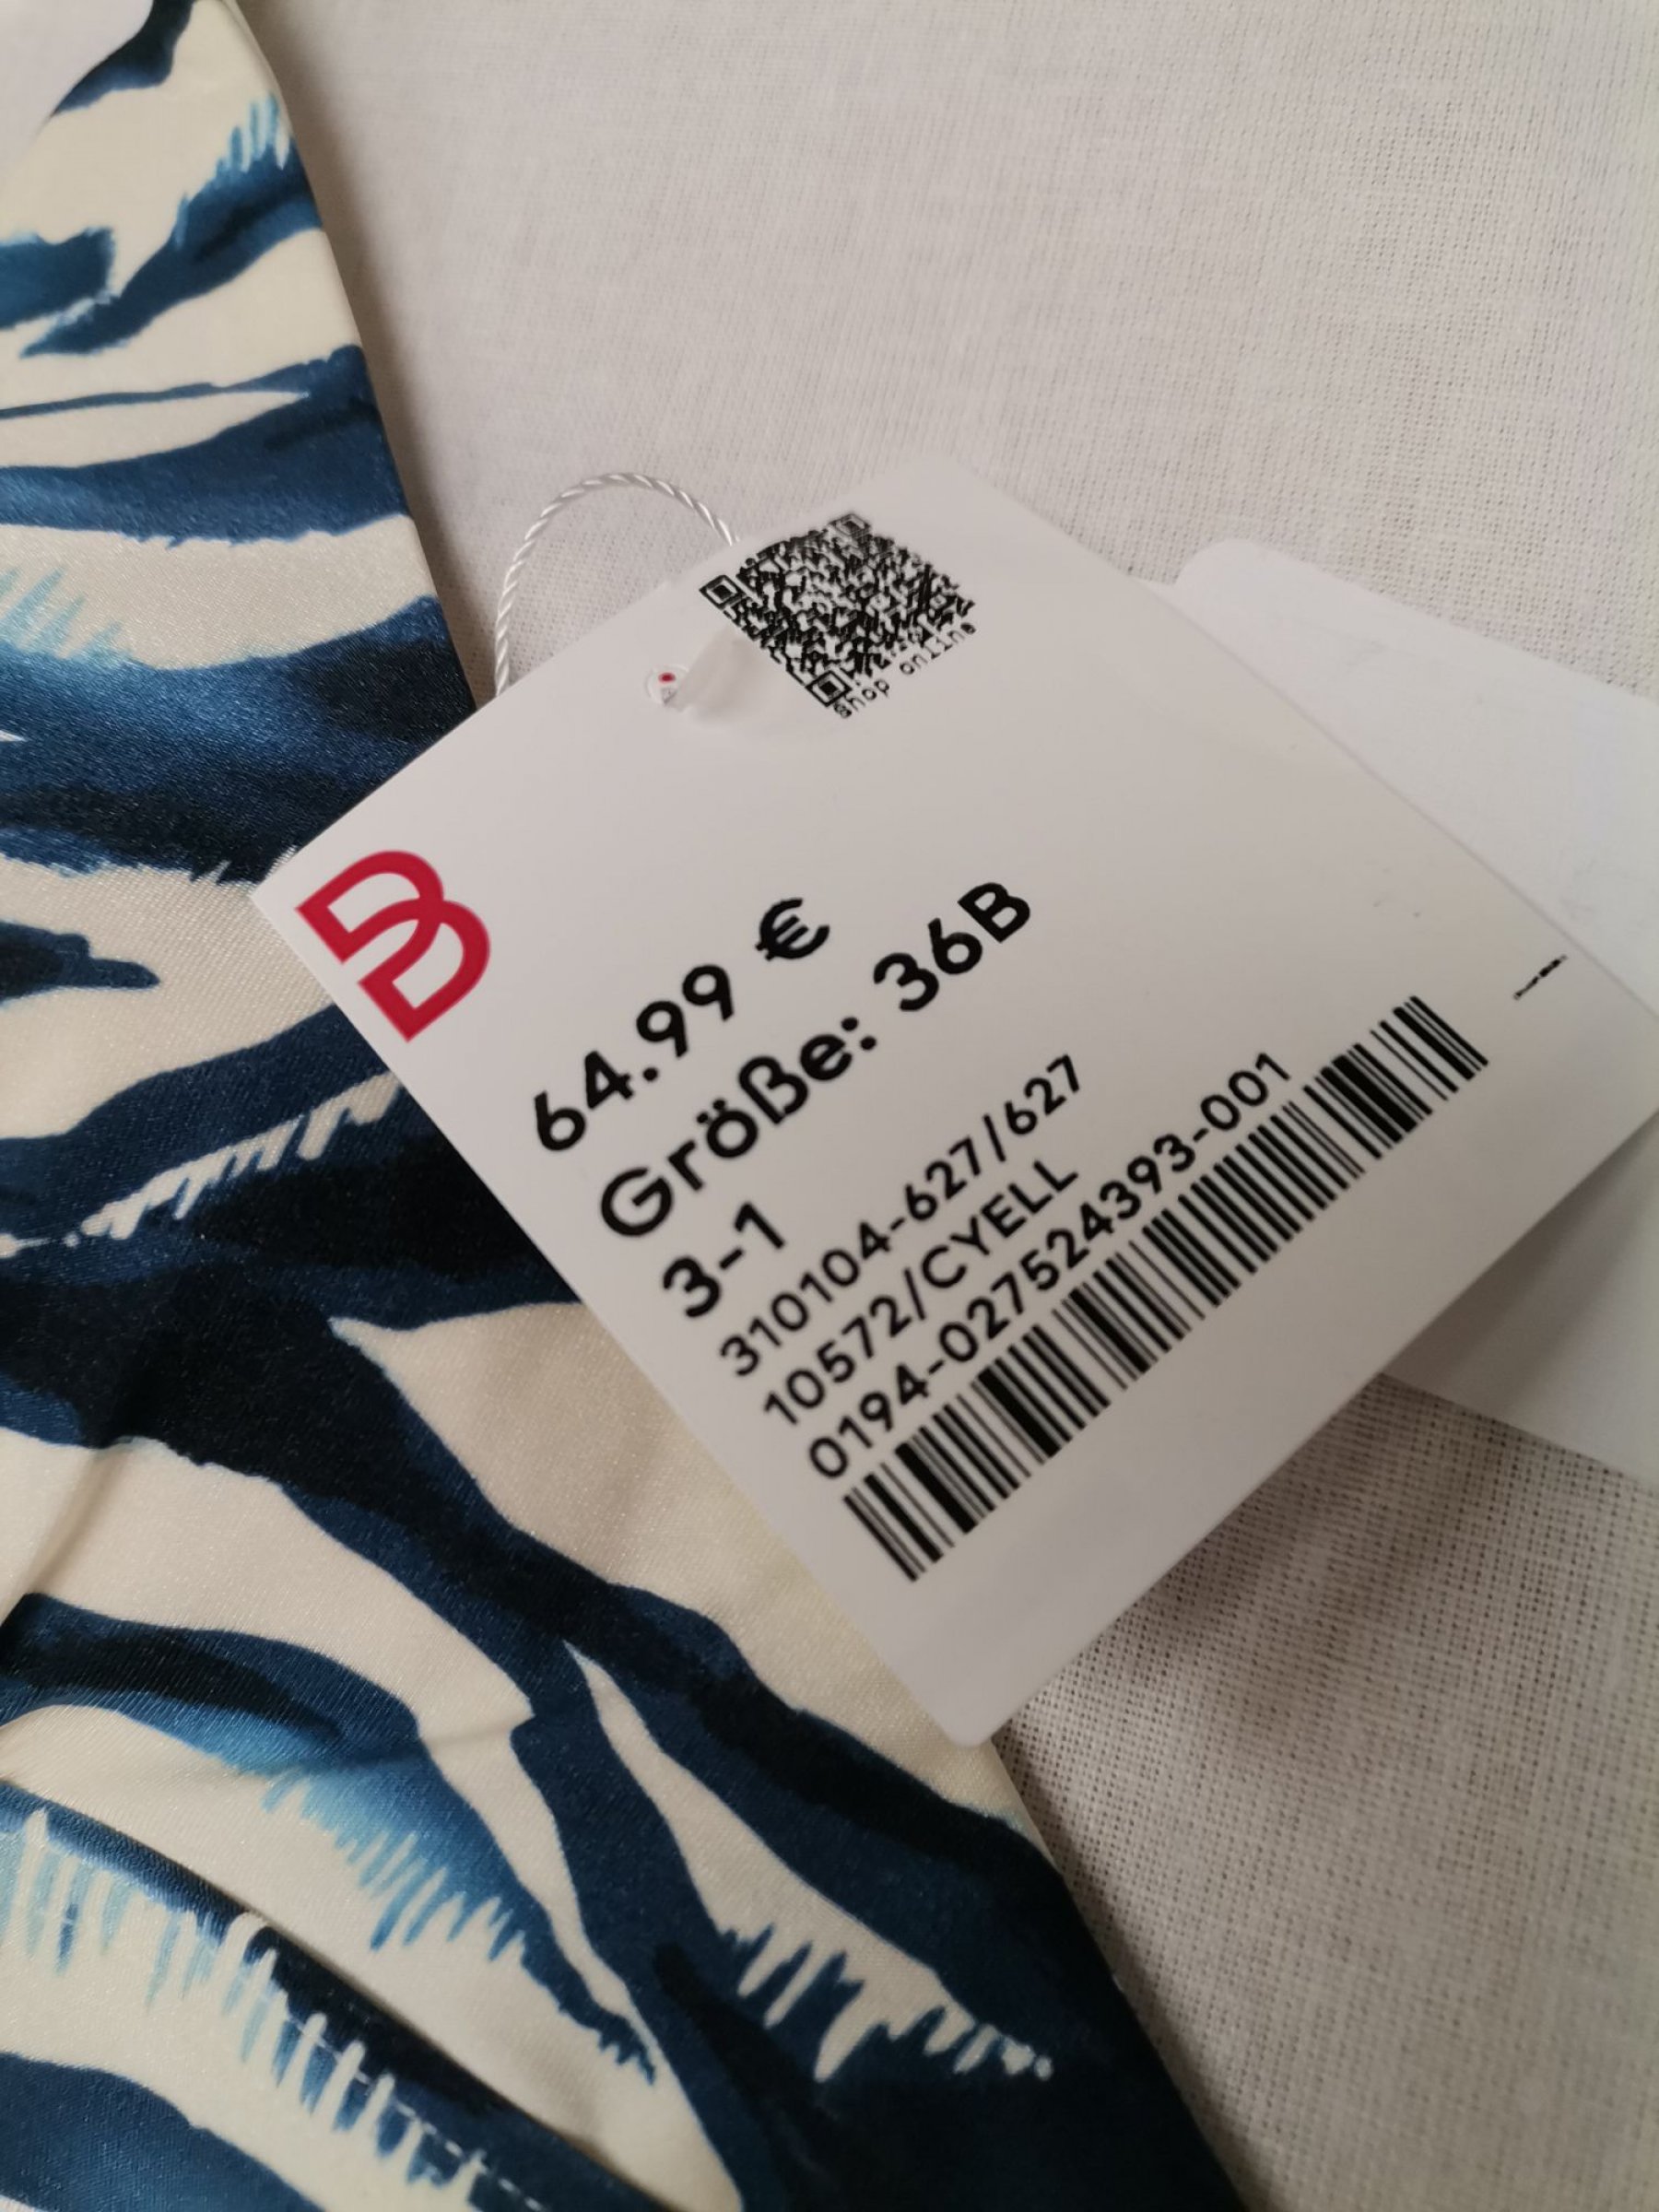 shop online
B
64.99 €
Größe: 36B
3-1
310104-627/627
10572/CYELL
0194-027524393-001